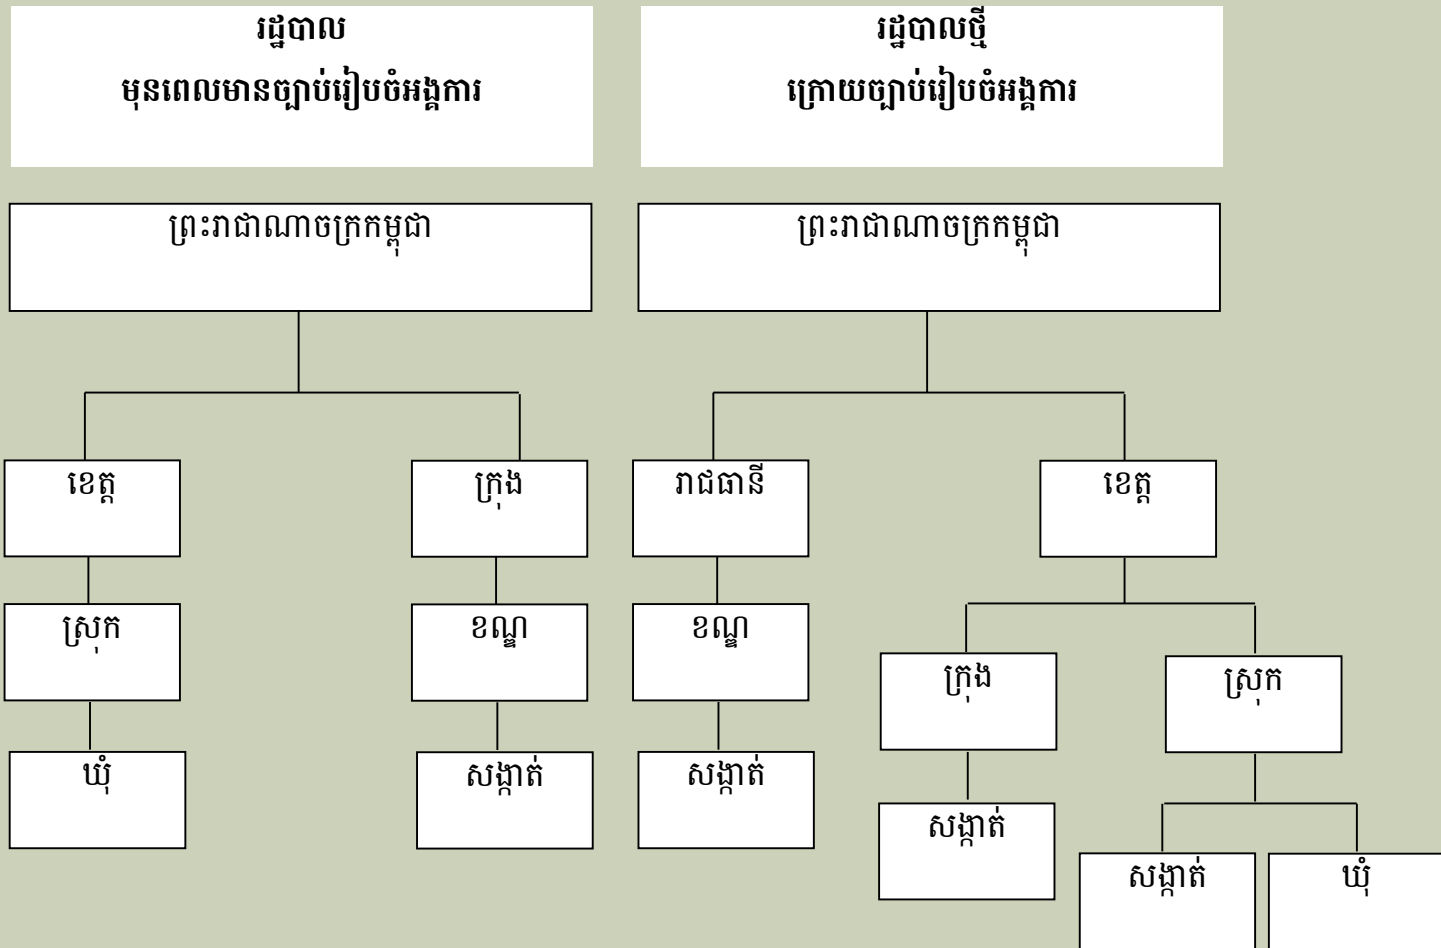 រដ្ឋបាល
មុនពេលមានច្បាប់រៀបចំអង្គការ
រដ្ឋបាលថ្មី
ក្រោយច្បាប់រៀបចំអង្គការ
ព្រះរាជាណាចក្រកម្ពុជា
ព្រះរាជាណាចក្រកម្ពុជា
ខេត្ត
ក្រុង
រាជធានី
ខេត្ត
ស្រុក
ខណ្ឌ
ខណ្ឌ
ក្រុង
ស្រុក
ឃុំ
សង្កាត់
សង្កាត់
សង្កាត់
សង្កាត់
ឃុំ